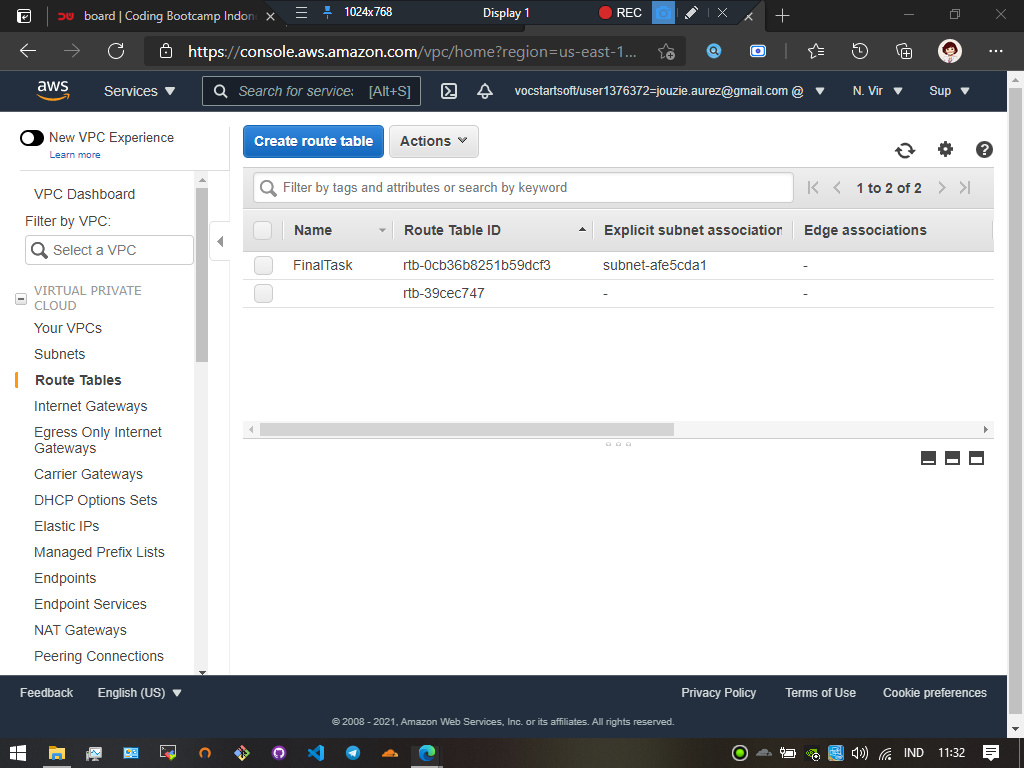 board | Coding Bootcamp Indon
1024x768
Display 1
REC
https://console.aws.amazon.com/vpc/home?region=us-east-1...
aws
Services
Search for services
[Alt+S]
vocstartsoft/user1376372=jouzie.aurez@gmail.com @
N. Vir
Sup
New VPC Experience
Learn more
Create route table
Actions
VPC Dashboard
Filter by VPC:
Select a VPC
Filter by tags and attributes or search by keyword
1 to 2 of 2
Name
Route Table ID
Explicit subnet association
Edge associations
FinalTask
rtb-0cb36b8251b59dcf3
subnet-afe5cda1
-
rtb-39cec747
-
-
VIRTUAL PRIVATE
CLOUD
Your VPCs
Subnets
Route Tables
Internet Gateways
Egress Only Internet
Gateways
Carrier Gateways
DHCP Options Sets
Elastic IPs
Managed Prefix Lists
Endpoints
Endpoint Services
NAT Gateways
Peering Connections
Feedback
English (US)
Privacy Policy
Terms of Use
Cookie preferences
© 2008 - 2021, Amazon Web Services, Inc. or its affiliates. All rights reserved.
IND
11:32